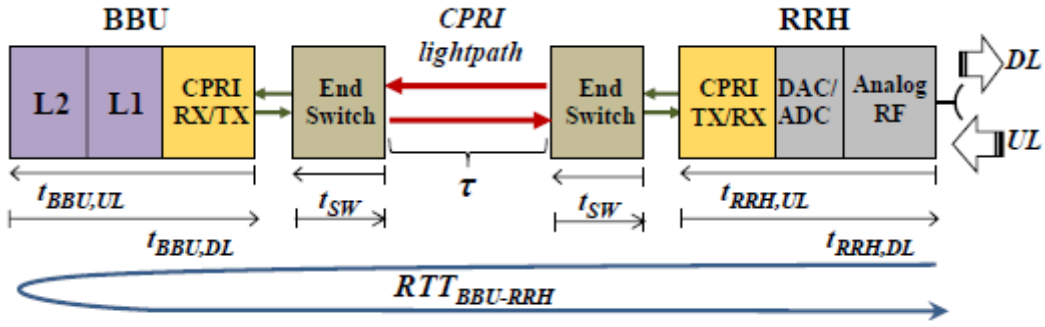 BBU
CPRI
lightpath
RRH
L2
L1
CPRI
RX/TX
End
Switch
End
Switch
CPRI
TX/RX
DAC/
ADC
Analog
RF
DL
UL
τ
t_BBU,UL
t_SW
t_SW
t_RRH,UL
t_BBU,DL
t_RRH,DL
RTT_BBU-RRH